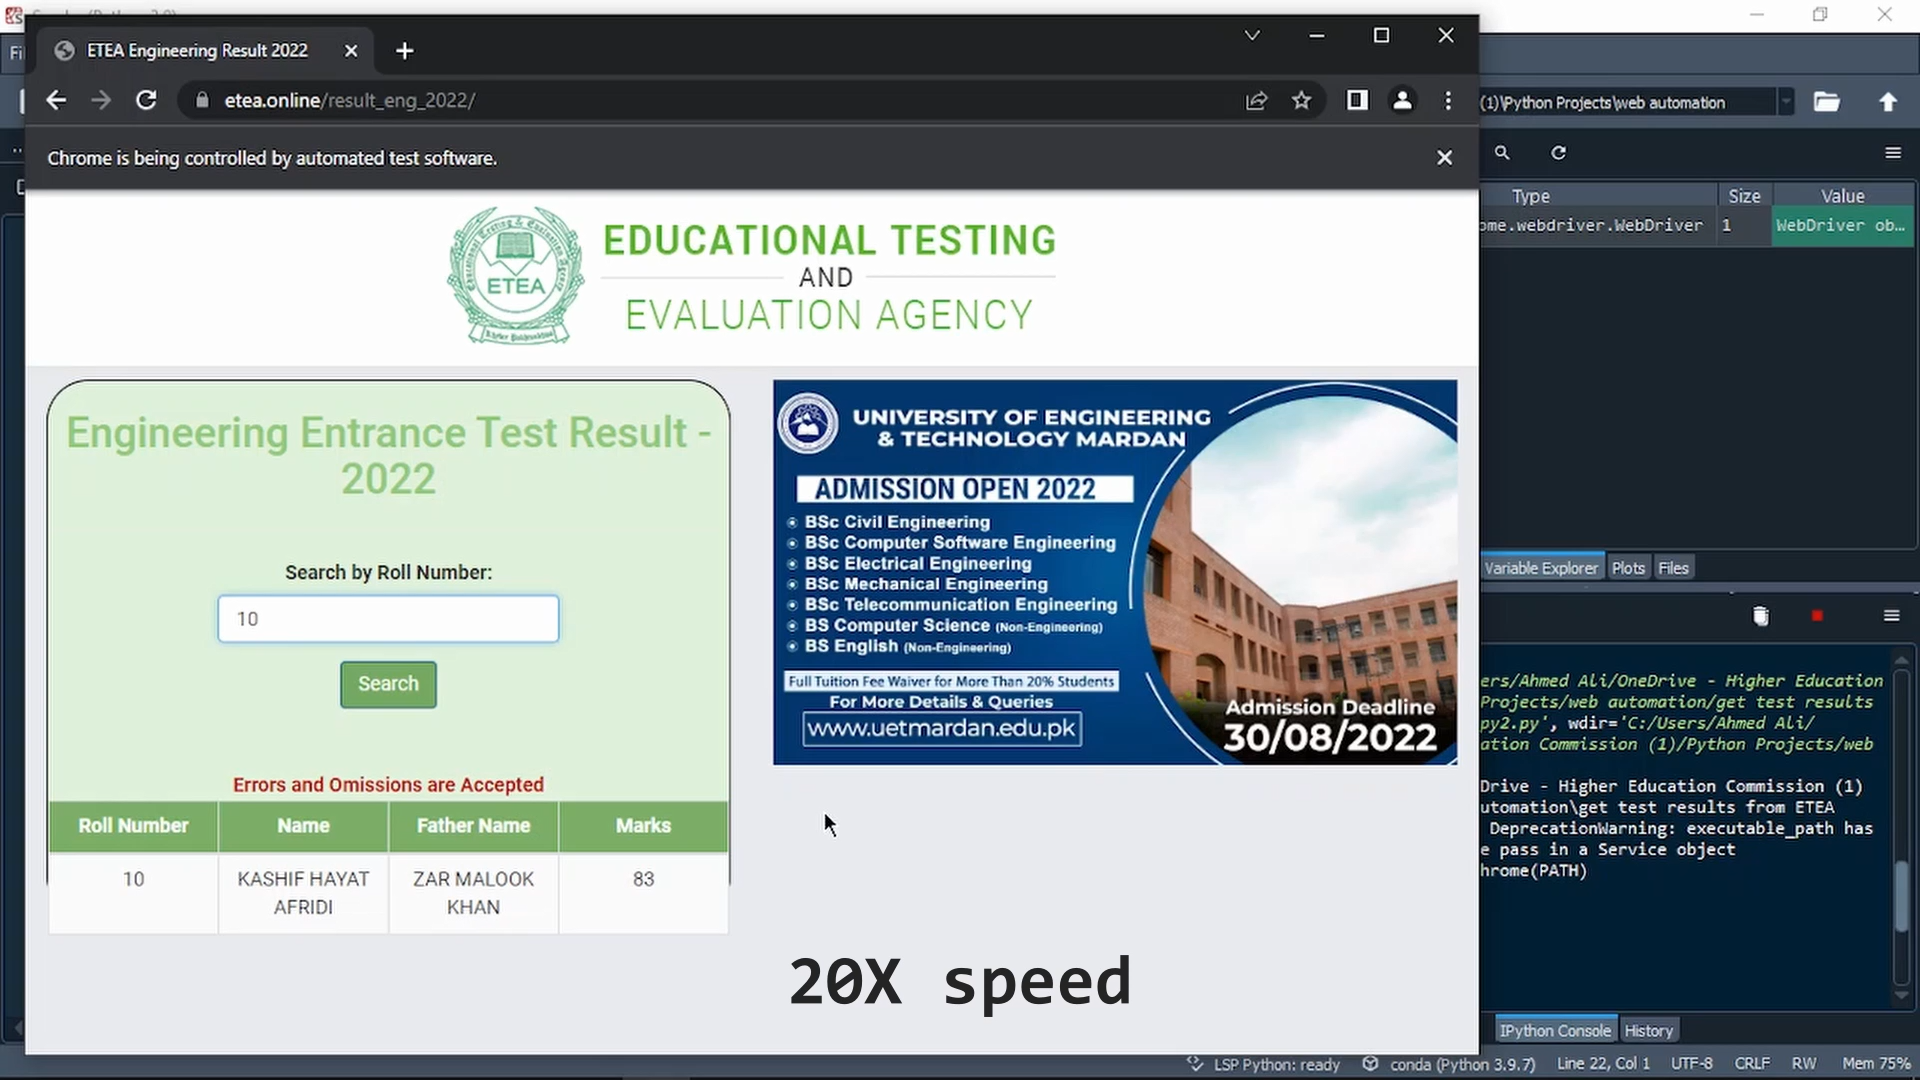 ETEA Engineering Result 2022
etea.online/result_eng_2022/
(1)\Python Projects\web automation
Chrome is being controlled by automated test software.
Type Size Value
ome.webdriver.WebDriver 1 WebDriver ob...
ETEA
EDUCATIONAL TESTING
AND
EVALUATION AGENCY
Engineering Entrance Test Result -
2022
Search by Roll Number:
10
Search
Errors and Omissions are Accepted
Roll Number Name Father Name Marks
10 KASHIF HAYAT ZAR MALOOK 83
AFRIDI KHAN
UNIVERSITY OF ENGINEERING
& TECHNOLOGY MARDAN
ADMISSION OPEN 2022
BSc Civil Engineering
BSc Computer Software Engineering
BSc Electrical Engineering
BSc Mechanical Engineering
BSc Telecommunication Engineering
BS Computer Science (Non-Engineering)
BS English (Non-Engineering)
Full Tuition Fee Waiver for More Than 20% Students
For More Details & Queries
www.uetmardan.edu.pk
Admission Deadline
30/08/2022
20X speed
Variable Explorer Plots Files
ers/Ahmed Ali/OneDrive - Higher Education
Projects/web automation/get test results
py2.py', wdir='C:/Users/Ahmed Ali/
ation Commission (1)/Python Projects/web
Drive - Higher Education Commission (1)
utomation\get test results from ETEA
DeprecationWarning: executable_path has
e pass in a Service object
hrome(PATH)
IPython Console History
LSP Python: ready conda (Python 3.9.7) Line 22, Col 1 UTF-8 CRLF RW Mem 75%